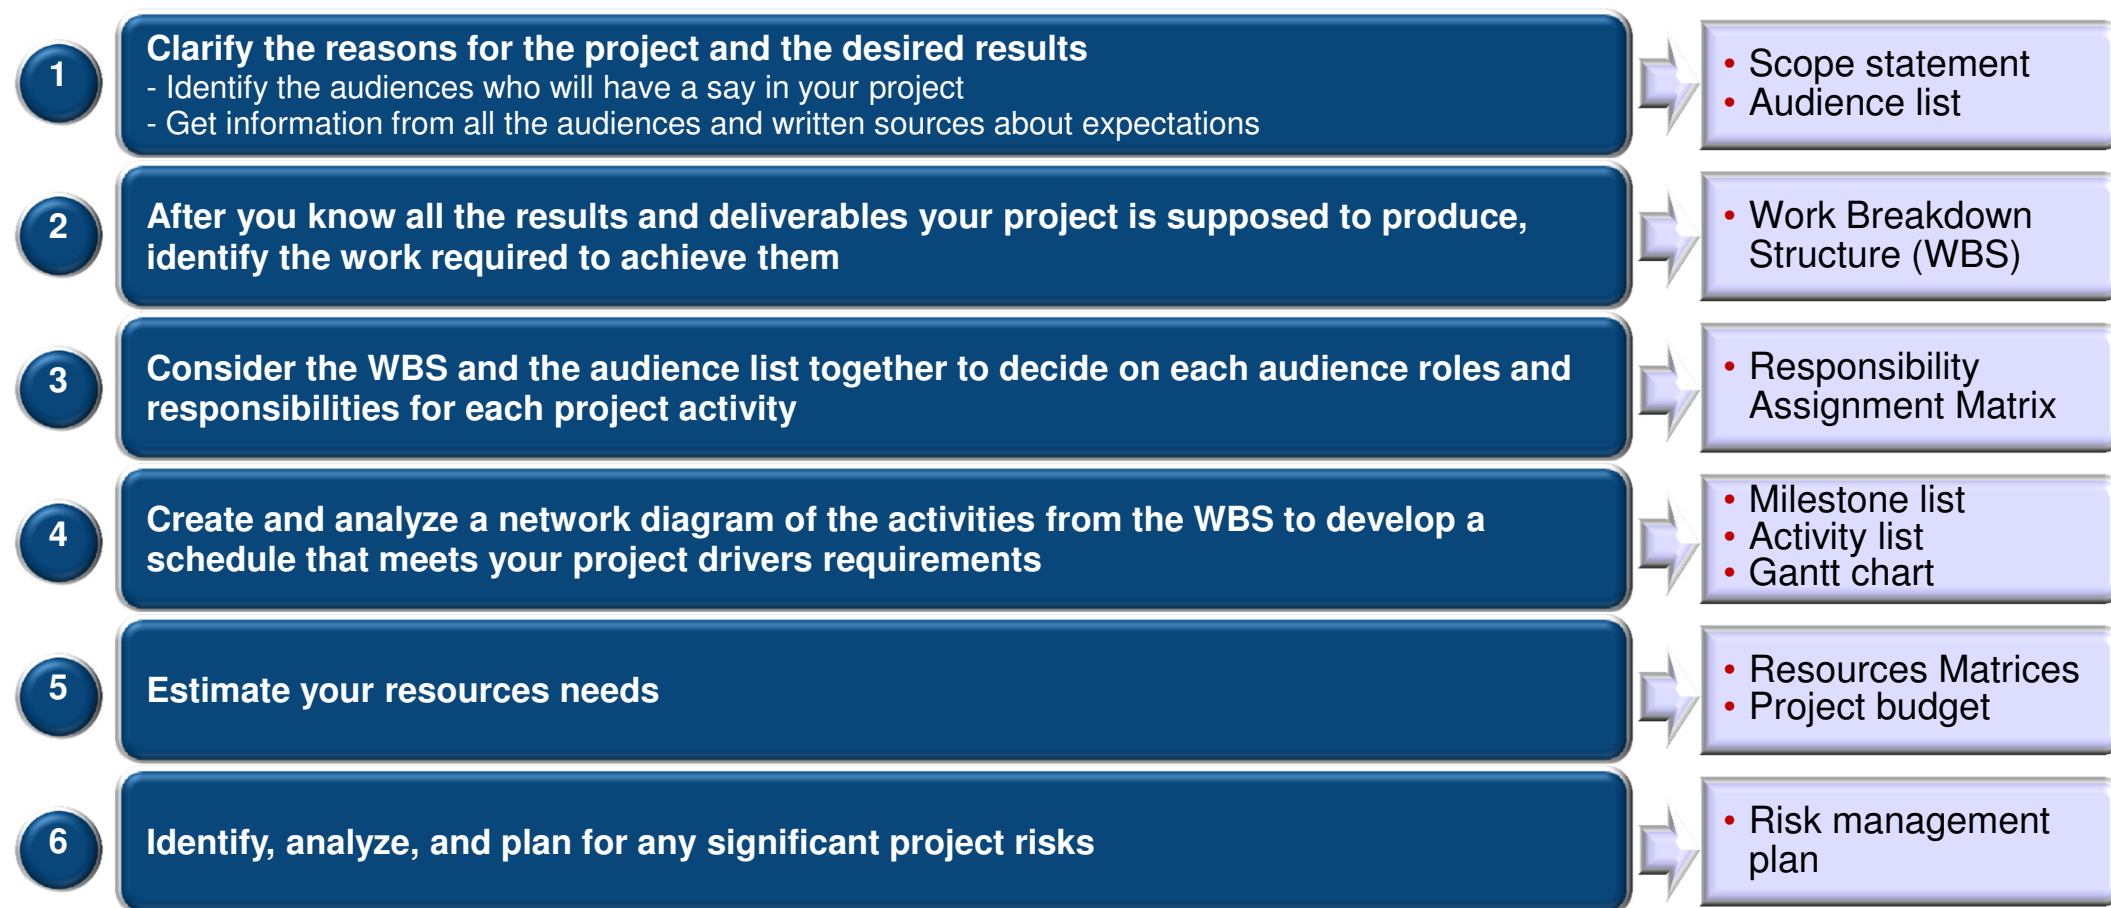 1
Clarify the reasons for the project and the desired results
- Identify the audiences who will have a say in your project
- Get information from all the audiences and written sources about expectations
• Scope statement
• Audience list
2
After you know all the results and deliverables your project is supposed to produce,
identify the work required to achieve them
• Work Breakdown
Structure (WBS)
3
Consider the WBS and the audience list together to decide on each audience roles and
responsibilities for each project activity
• Responsibility
Assignment Matrix
4
Create and analyze a network diagram of the activities from the WBS to develop a
schedule that meets your project drivers requirements
• Milestone list
• Activity list
• Gantt chart
5
Estimate your resources needs
• Resources Matrices
• Project budget
6
Identify, analyze, and plan for any significant project risks
• Risk management
plan